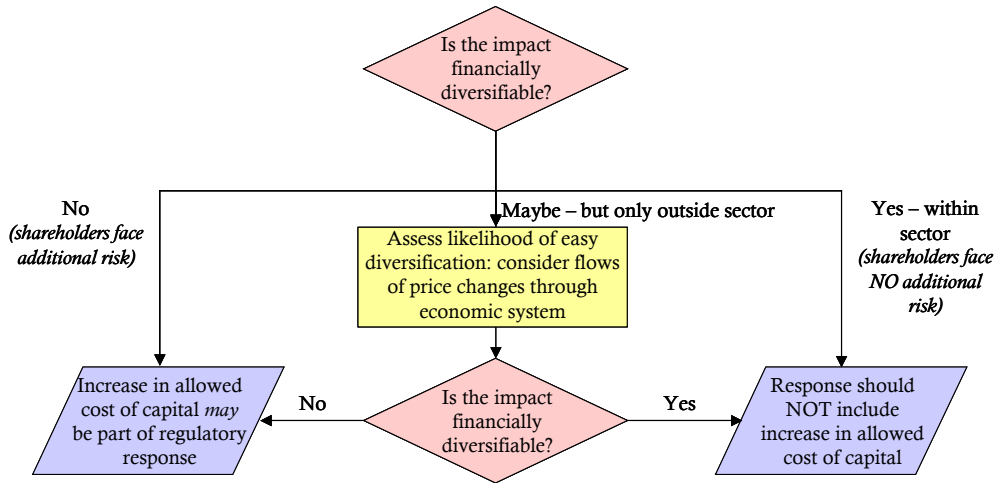 Is the impact
financially
diversifiable?
No
(shareholders face
additional risk)
Maybe – but only outside sector
Yes – within
sector
(shareholders face
NO additional
risk)
Assess likelihood of easy
diversification: consider flows
of price changes through
economic system
Increase in allowed
cost of capital may
be part of regulatory
response
No
Is the impact
financially
diversifiable?
Yes
Response should
NOT include
increase in allowed
cost of capital